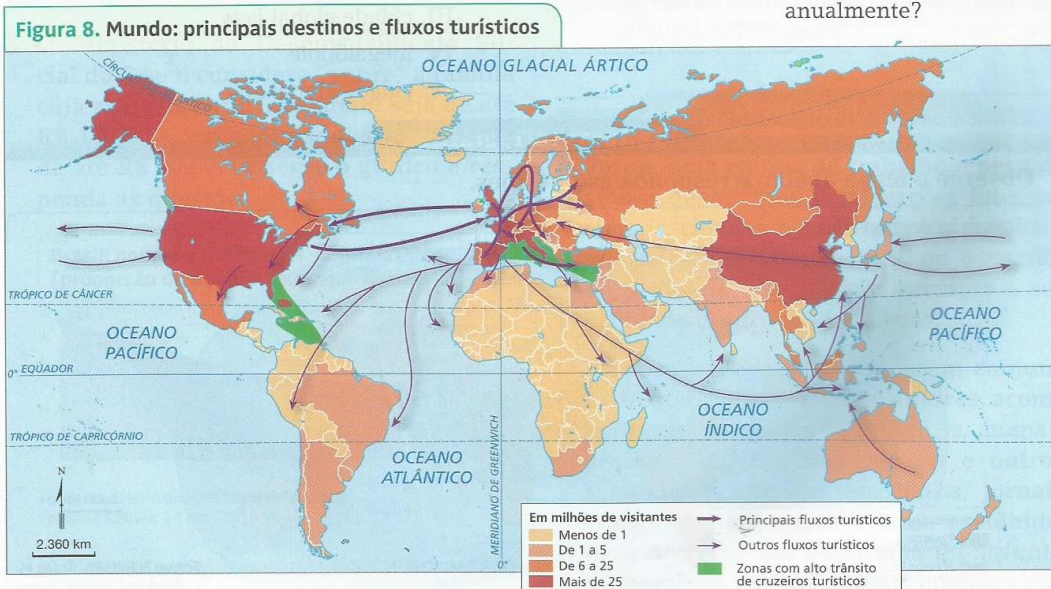 anualmente?
Figura 8. Mundo: principais destinos e fluxos turísticos
OCEANO GLACIAL ÁRTICO
TRÓPICO DE CÂNCER
OCEANO
PACÍFICO
OCEANO
PACÍFICO
0° EQUADOR
OCEANO
ÍNDICO
TRÓPICO DE CAPRICÓRNIO
OCEANO
ATLÂNTICO
MERIDIANO DE GREENWICH
0°
N
2.360 km
Em milhões de visitantes
Menos de 1
De 1 a 5
De 6 a 25
Mais de 25
Principais fluxos turísticos
Outros fluxos turísticos
Zonas com alto trânsito
de cruzeiros turísticos